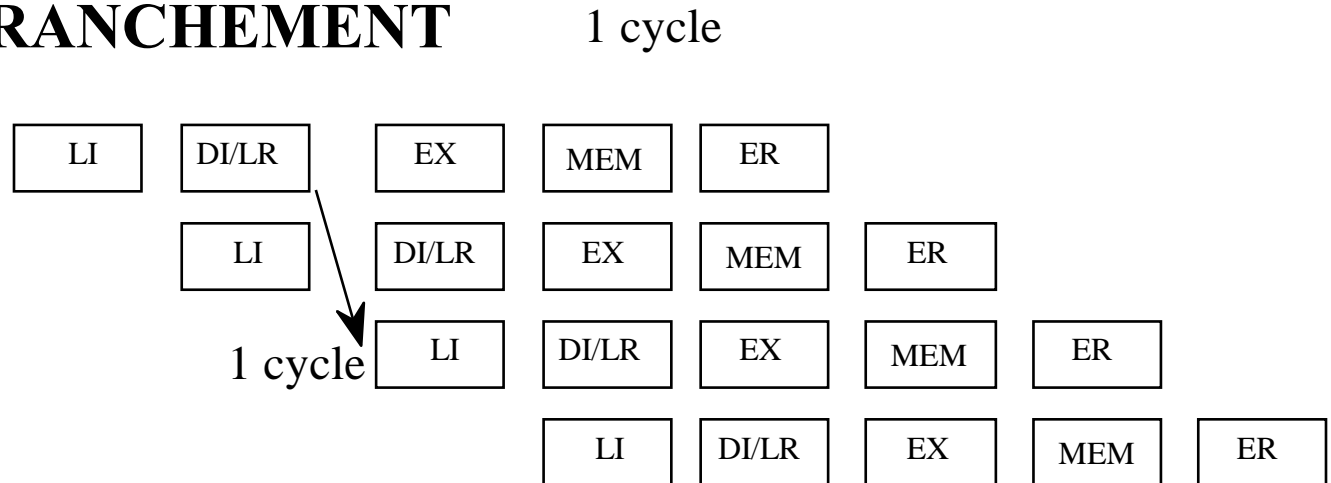 RANCHEMENT 1 cycle
LI DI/LR EX MEM ER
LI DI/LR EX MEM ER
1 cycle LI DI/LR EX MEM ER
LI DI/LR EX MEM ER